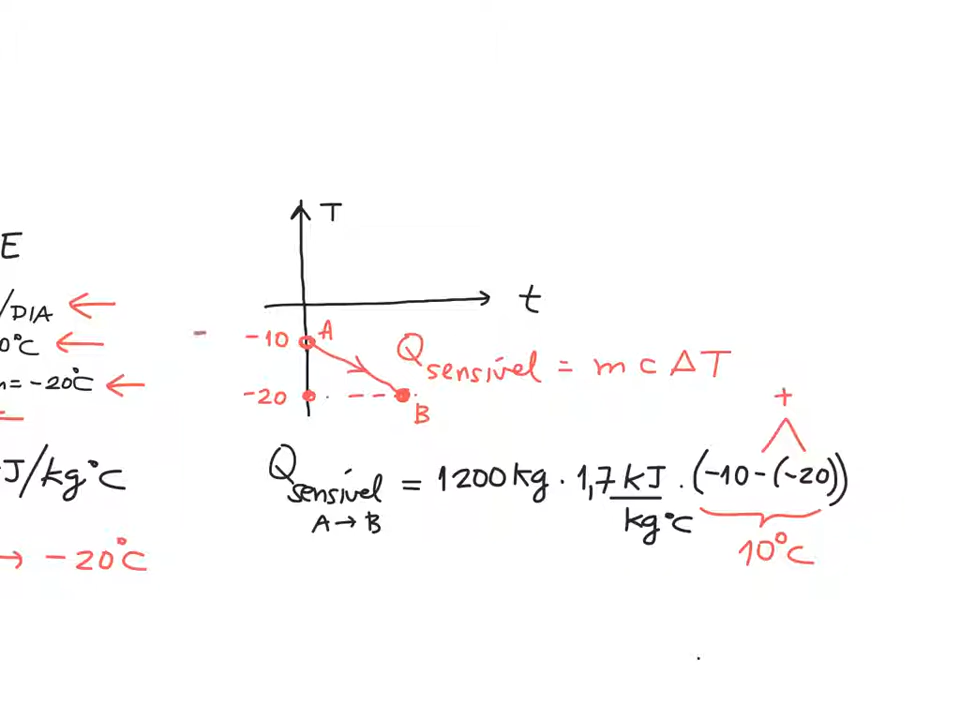 E
/DIA
0°C
n= -20°C
J/kg°C
→ -20°C
T
t
-10 A
-20
B
Qsensível = m c ΔT
+
Qsensível = 1200 kg · 1,7 kJ/kg°C · (-10-(-20))
A → B
10°C